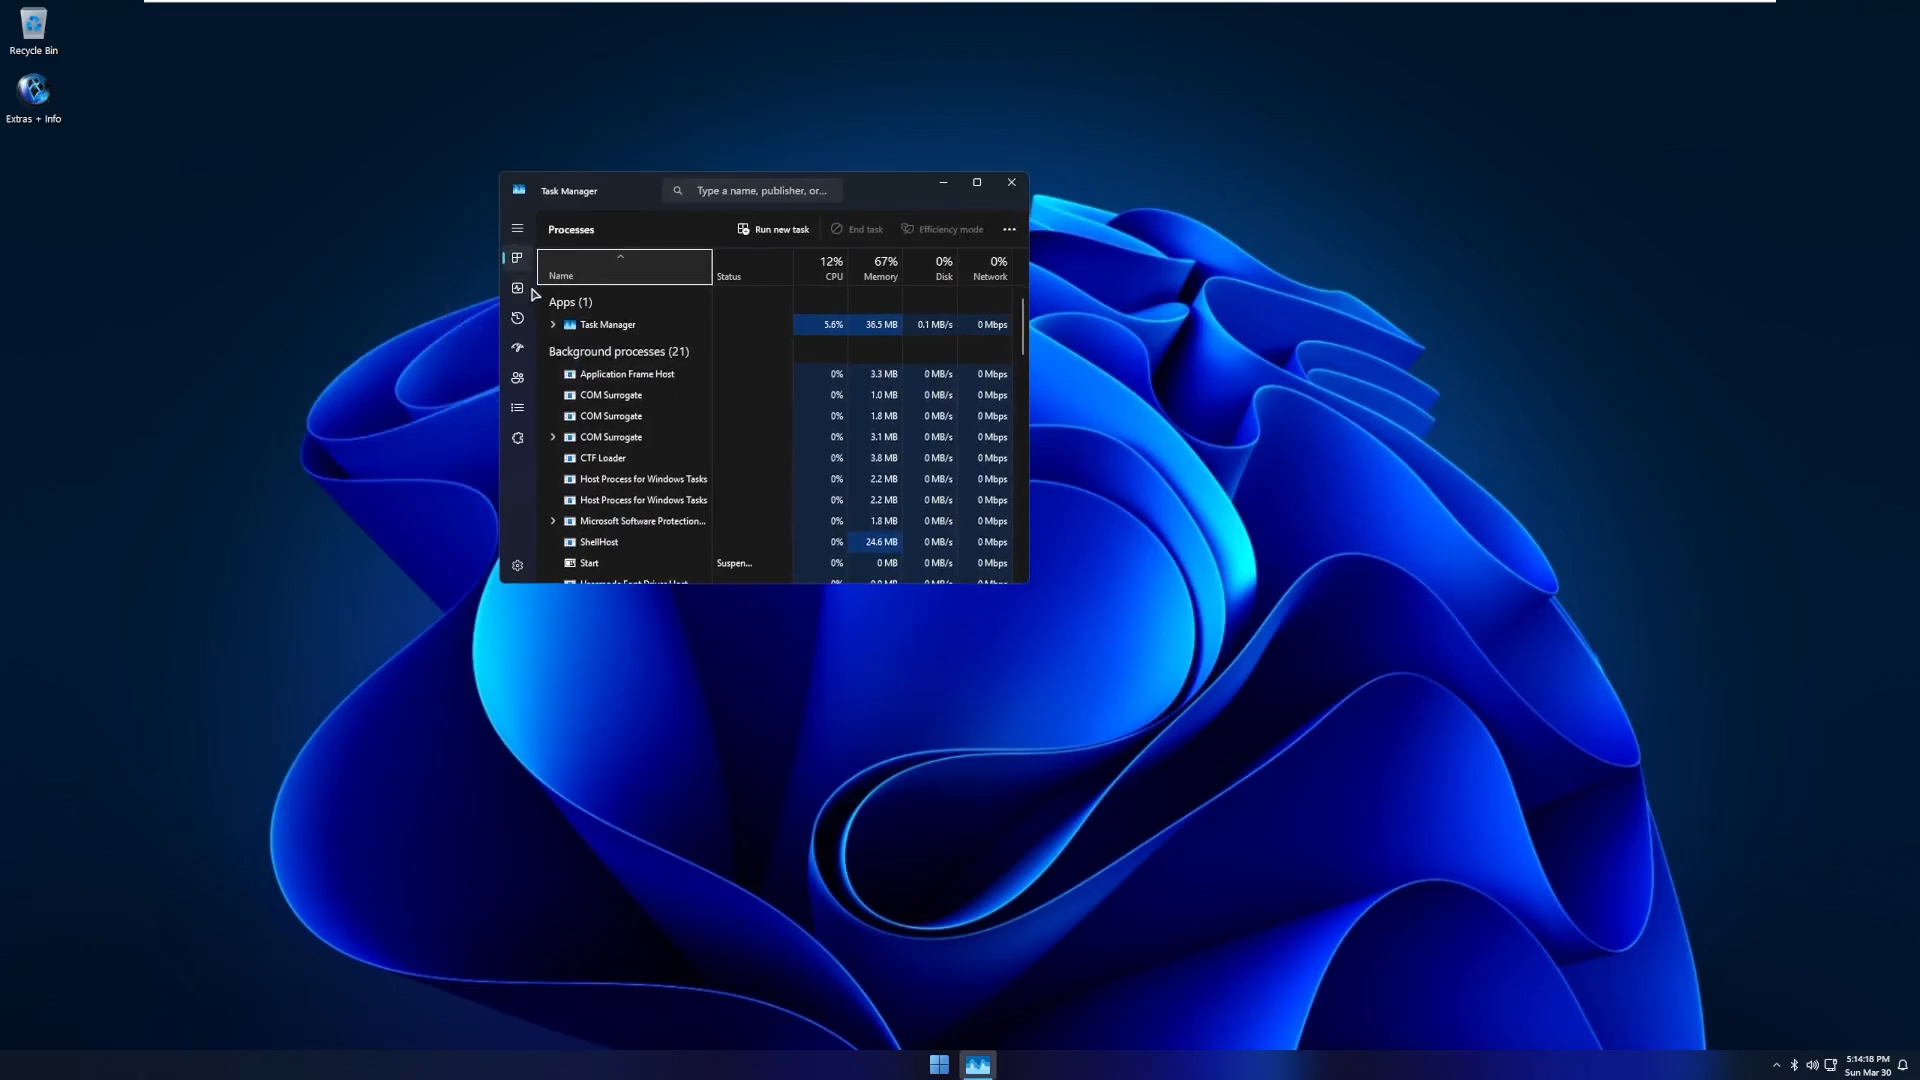 Recycle Bin
Extras + Info
Task Manager
Type a name, publisher, or...
Processes
Run new task
End task
Efficiency mode
Name
Status
12%
CPU
67%
Memory
0%
Disk
0%
Network
Apps (1)
Task Manager 5.6% 36.5 MB 0.1 MB/s 0 Mbps
Background processes (21)
Application Frame Host 0% 3.3 MB 0 MB/s 0 Mbps
COM Surrogate 0% 1.0 MB 0 MB/s 0 Mbps
COM Surrogate 0% 1.8 MB 0 MB/s 0 Mbps
COM Surrogate 0% 3.1 MB 0 MB/s 0 Mbps
CTF Loader 0% 3.8 MB 0 MB/s 0 Mbps
Host Process for Windows Tasks 0% 2.2 MB 0 MB/s 0 Mbps
Host Process for Windows Tasks 0% 2.2 MB 0 MB/s 0 Mbps
Microsoft Software Protection... 0% 1.8 MB 0 MB/s 0 Mbps
ShellHost 0% 24.6 MB 0 MB/s 0 Mbps
Start Suspen... 0% 0 MB 0 MB/s 0 Mbps
5:14:18 PM
Sun Mar 30